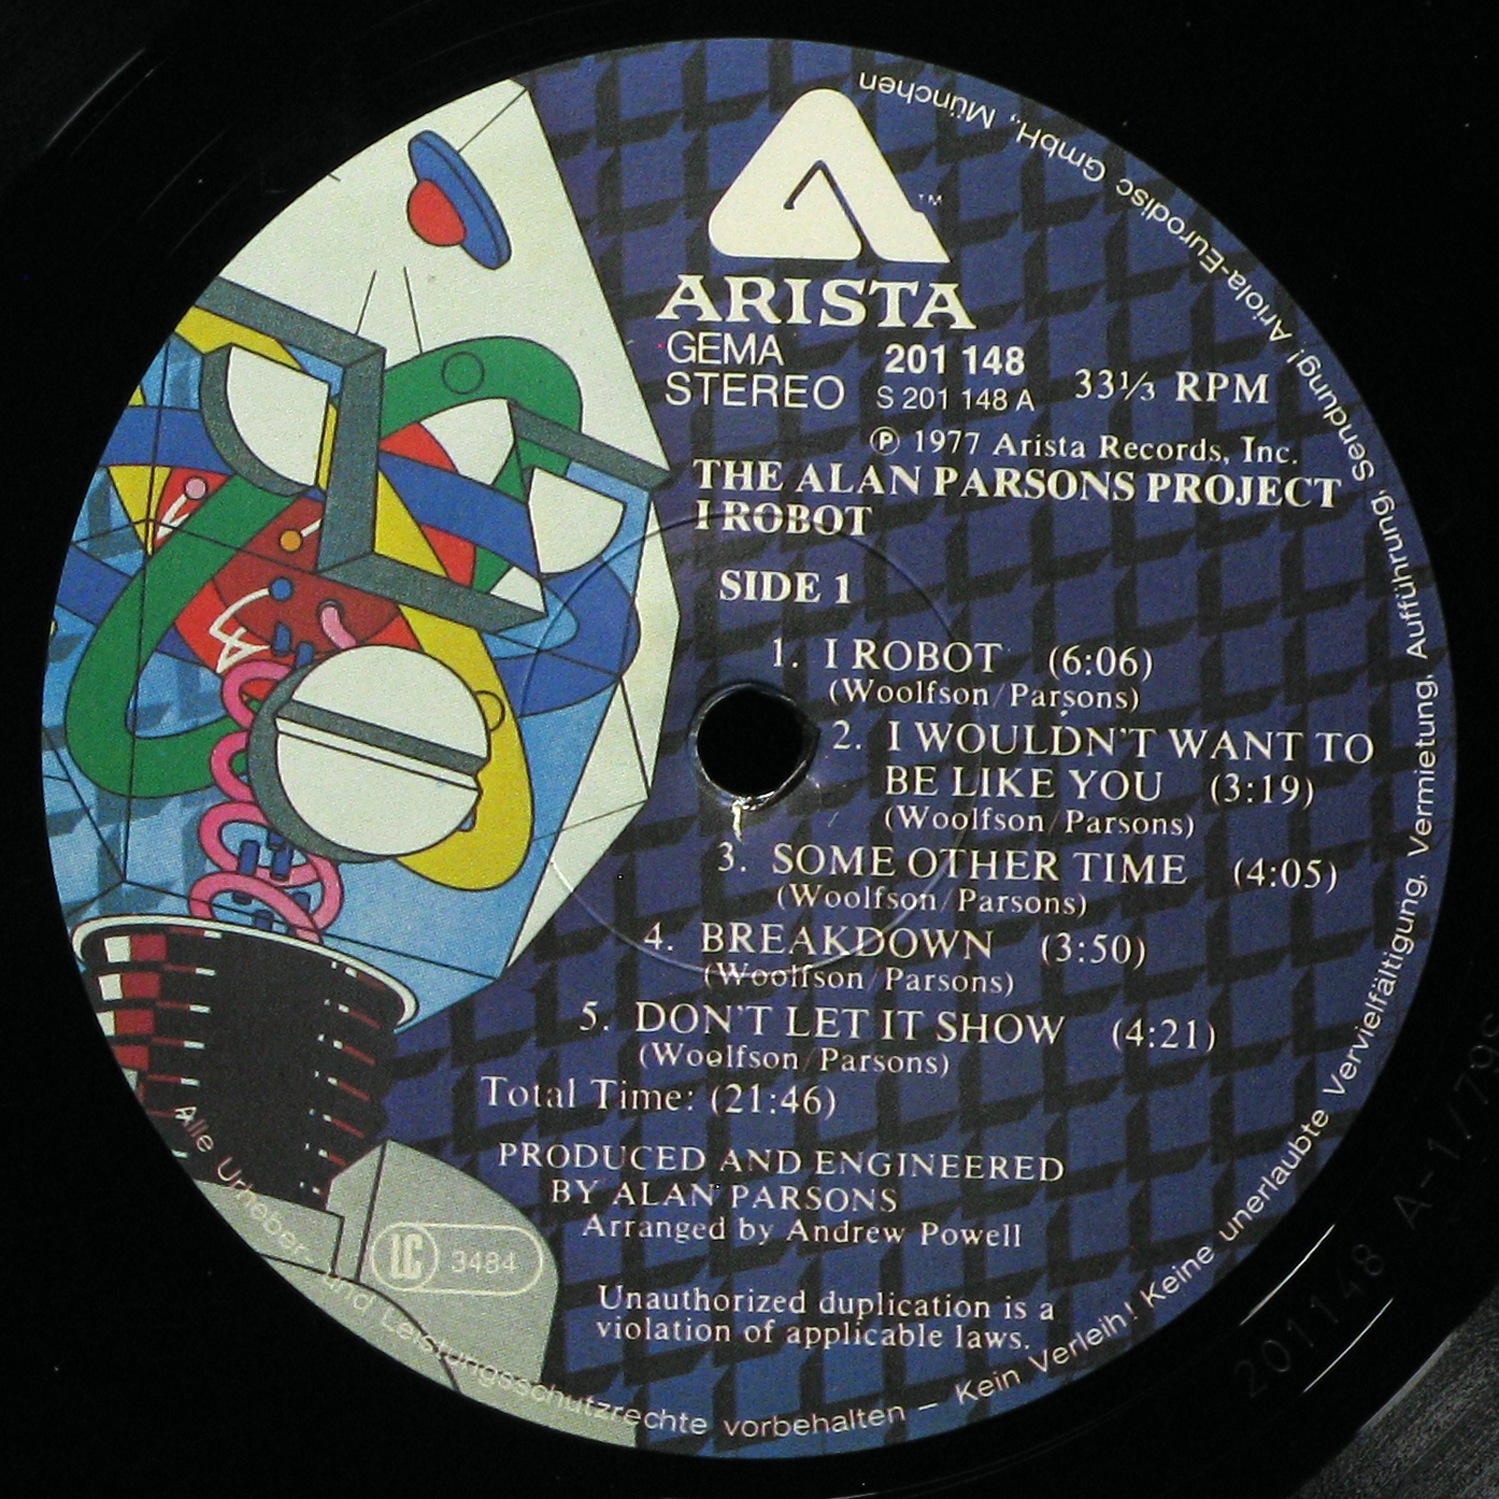 TM
ARISTA
GEMA
STEREO
201 148
S 201 148 A
33⅓ RPM
Ⓟ 1977 Arista Records, Inc.
THE ALAN PARSONS PROJECT
I ROBOT
SIDE 1
1. I ROBOT (6:06)
(Woolfson/Parsons)
2. I WOULDN'T WANT TO
BE LIKE YOU (3:19)
(Woolfson/Parsons)
3. SOME OTHER TIME (4:05)
(Woolfson/Parsons)
4. BREAKDOWN (3:50)
(Woolfson/Parsons)
5. DON'T LET IT SHOW (4:21)
(Woolfson/Parsons)
Total Time: (21:46)
PRODUCED AND ENGINEERED
BY ALAN PARSONS
Arranged by Andrew Powell
LC 3484
Unauthorized duplication is a
violation of applicable laws.
Alle Urheber- und Leistungsschutzrechte vorbehalten – Kein Verleih! Keine unerlaubte Vervielfältigung, Vermietung, Aufführung, Sendung! Ariola-Eurodisc GmbH., München
201148 A-1/79